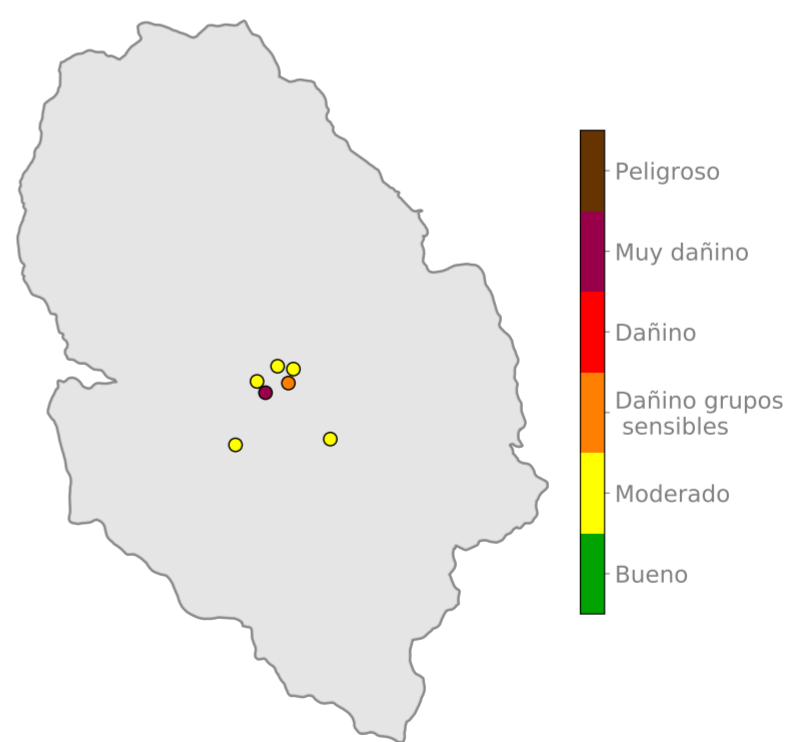 Peligroso
Muy dañino
Dañino
Dañino grupos
sensibles
Moderado
Bueno